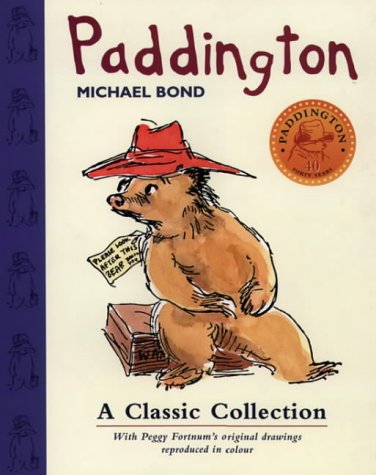 Paddington
MICHAEL BOND
PADDINGTON
40
FORTY YEARS
PLEASE LOOK
AFTER THIS
BEAR
A Classic Collection
With Peggy Fortnum's original drawings
reproduced in colour